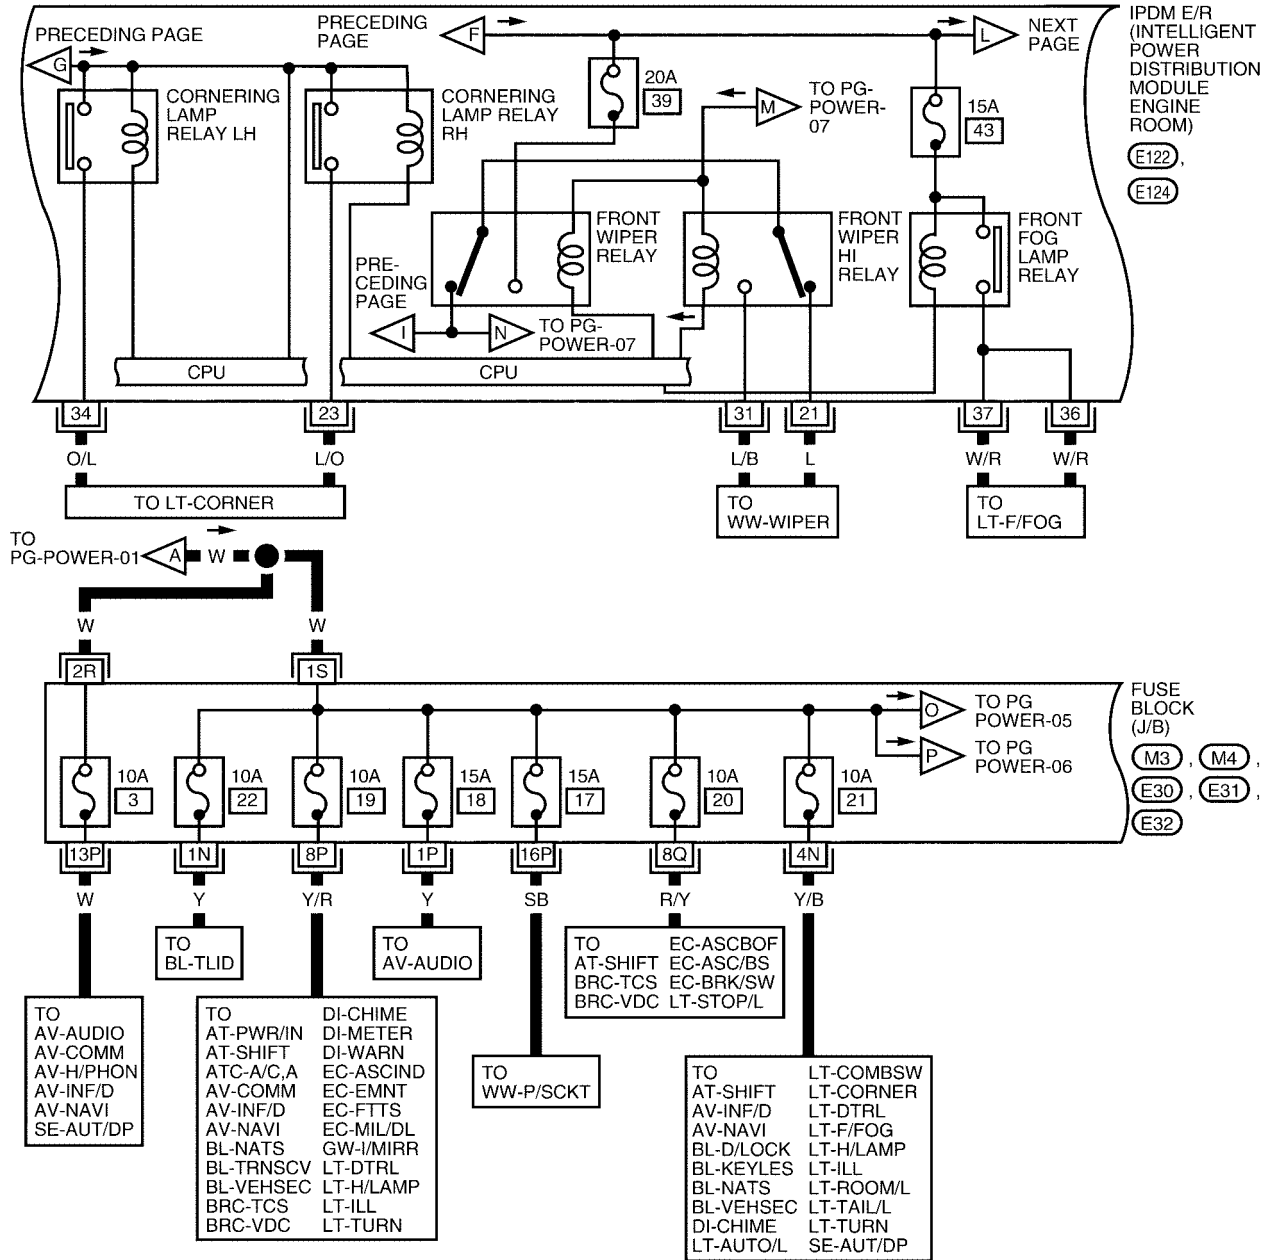 PRECEDING PAGE
G
PRECEDING
PAGE
F
L
NEXT
PAGE
IPDM E/R
(INTELLIGENT
POWER
DISTRIBUTION
MODULE
ENGINE
ROOM)
E122,
E124
CORNERING
LAMP
RELAY LH
CORNERING
LAMP RELAY
RH
20A
39
M
TO PG-
POWER-
07
15A
43
FRONT
WIPER
RELAY
FRONT
WIPER
HI
RELAY
FRONT
FOG
LAMP
RELAY
PRE-
CEDING
PAGE
I
N
TO PG-
POWER-07
CPU
CPU
34
23
31
21
37
36
O/L
L/O
L/B
L
W/R
W/R
TO LT-CORNER
TO
WW-WIPER
TO
LT-F/FOG
TO
PG-POWER-01
A
W
W
W
2R
1S
FUSE
BLOCK
(J/B)
M3, M4,
E30, E31,
E32
O
TO PG
POWER-05
P
TO PG
POWER-06
10A
3
10A
22
10A
19
15A
18
15A
17
10A
20
10A
21
13P
1N
8P
1P
16P
8Q
4N
W
Y
Y/R
Y
SB
R/Y
Y/B
TO
AV-AUDIO
AV-COMM
AV-H/PHON
AV-INF/D
AV-NAVI
SE-AUT/DP
TO
BL-TLID
TO DI-CHIME
AT-PWR/IN DI-METER
AT-SHIFT DI-WARN
ATC-A/C,A EC-ASCIND
AV-COMM EC-EMNT
AV-INF/D EC-FTTS
AV-NAVI EC-MIL/DL
BL-NATS GW-I/MIRR
BL-TRNSCV LT-DTRL
BL-VEHSEC LT-H/LAMP
BRC-TCS LT-ILL
BRC-VDC LT-TURN
TO
AV-AUDIO
TO
WW-P/SCKT
TO EC-ASCBOF
AT-SHIFT EC-ASC/BS
BRC-TCS EC-BRK/SW
BRC-VDC LT-STOP/L
TO LT-COMBSW
AT-SHIFT LT-CORNER
AV-INF/D LT-DTRL
AV-NAVI LT-F/FOG
BL-D/LOCK LT-H/LAMP
BL-KEYLES LT-ILL
BL-NATS LT-ROOM/L
BL-VEHSEC LT-TAIL/L
DI-CHIME LT-TURN
LT-AUTO/L SE-AUT/DP